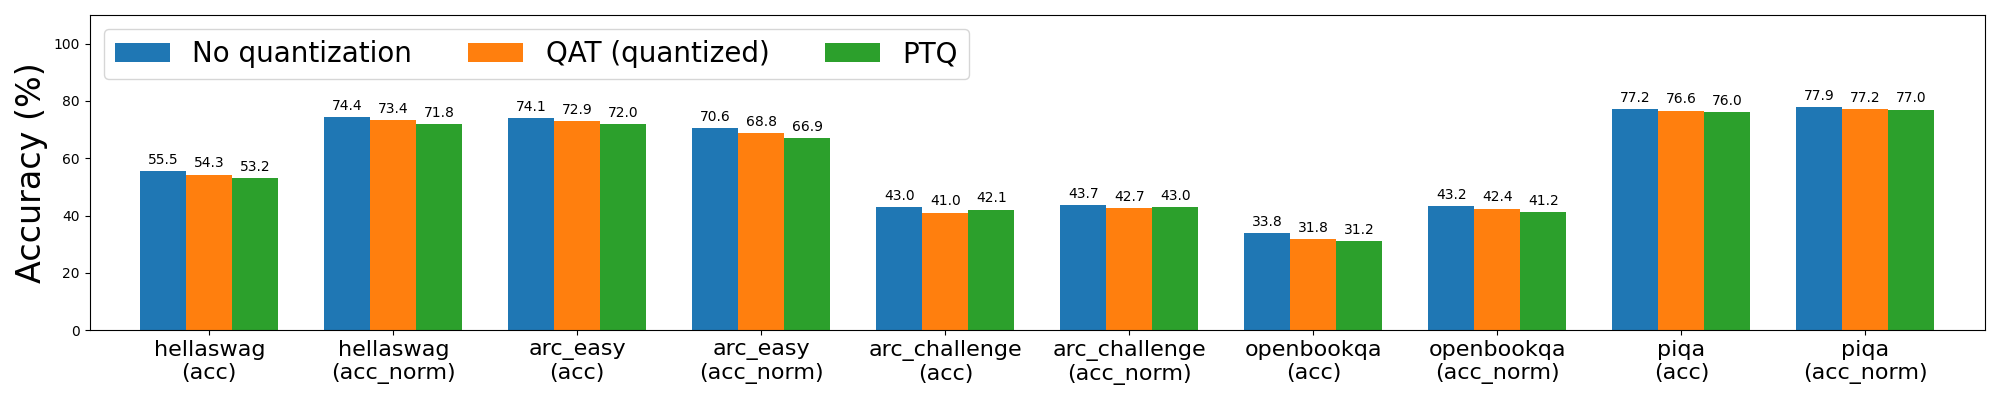 Accuracy (%)
100
80
60
40
20
0
No quantization QAT (quantized) PTQ
55.5 54.3 53.2
74.4 73.4 71.8
74.1 72.9 72.0
70.6 68.8 66.9
43.0 41.0 42.1
43.7 42.7 43.0
33.8 31.8 31.2
43.2 42.4 41.2
77.2 76.6 76.0
77.9 77.2 77.0
hellaswag
(acc)
hellaswag
(acc_norm)
arc_easy
(acc)
arc_easy
(acc_norm)
arc_challenge
(acc)
arc_challenge
(acc_norm)
openbookqa
(acc)
openbookqa
(acc_norm)
piqa
(acc)
piqa
(acc_norm)